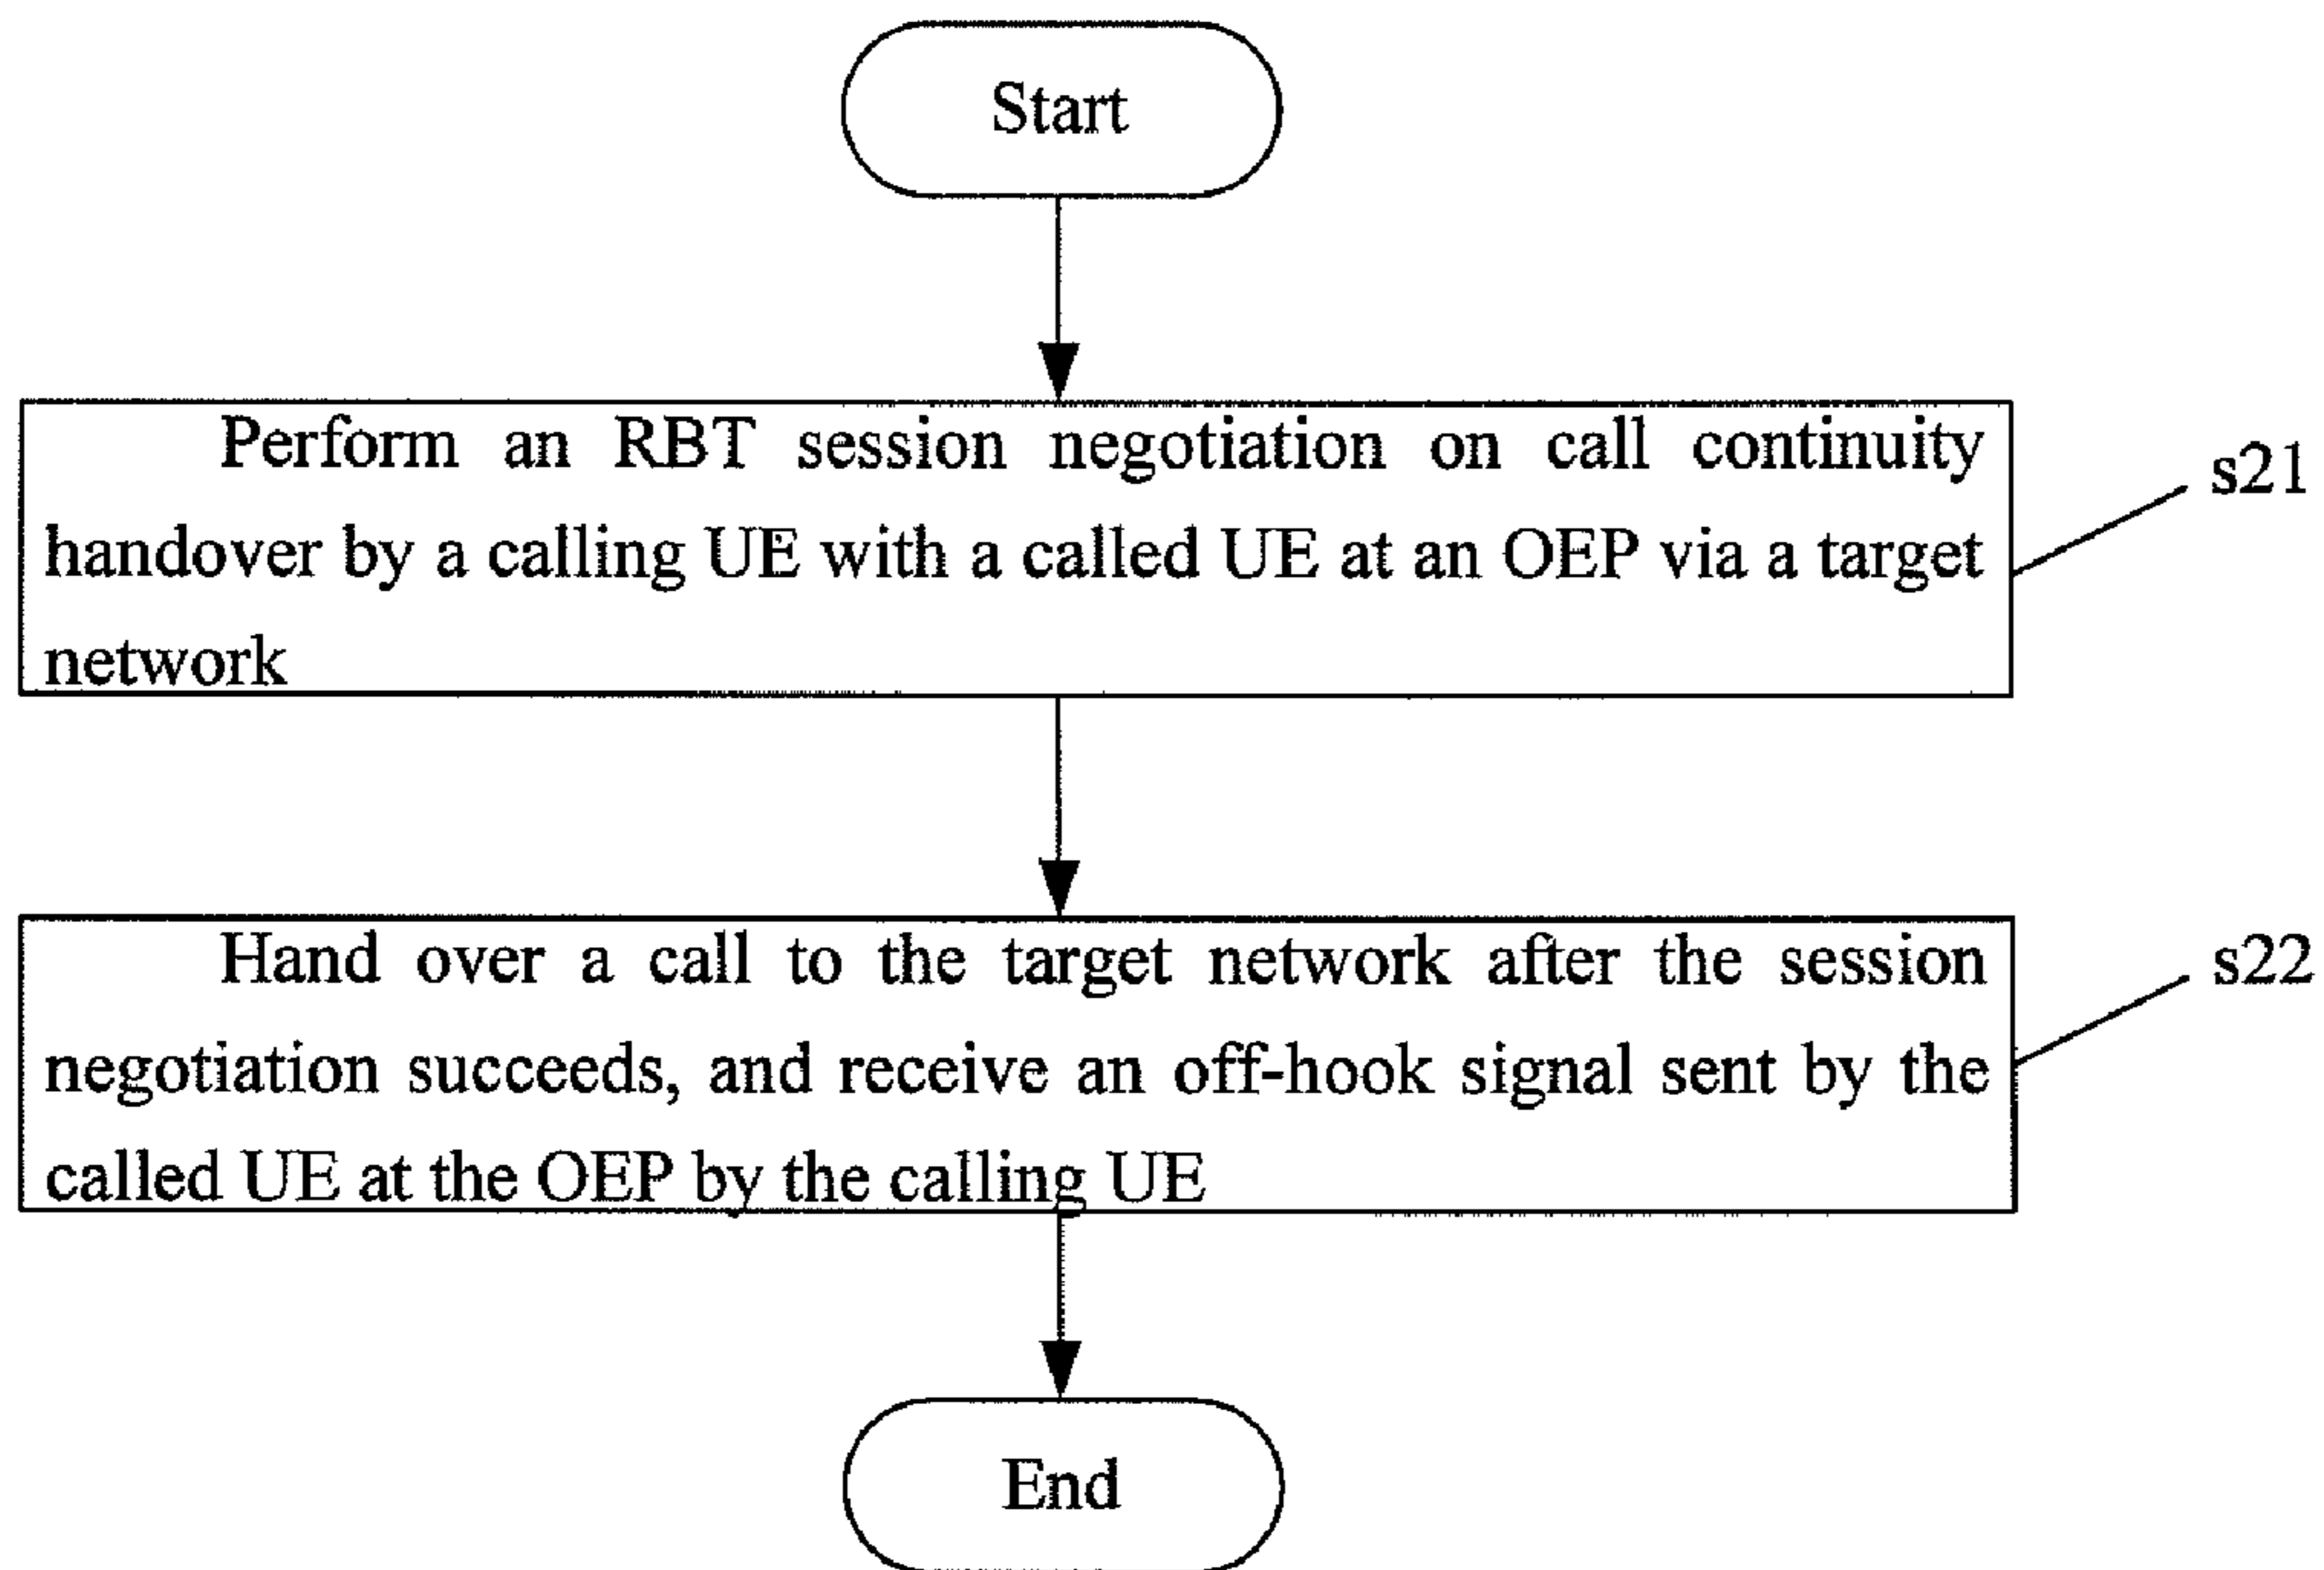 Start
Perform an RBT session negotiation on call continuity
handover by a calling UE with a called UE at an OEP via a target
network
s21
Hand over a call to the target network after the session
negotiation succeeds, and receive an off-hook signal sent by the
called UE at the OEP by the calling UE
s22
End